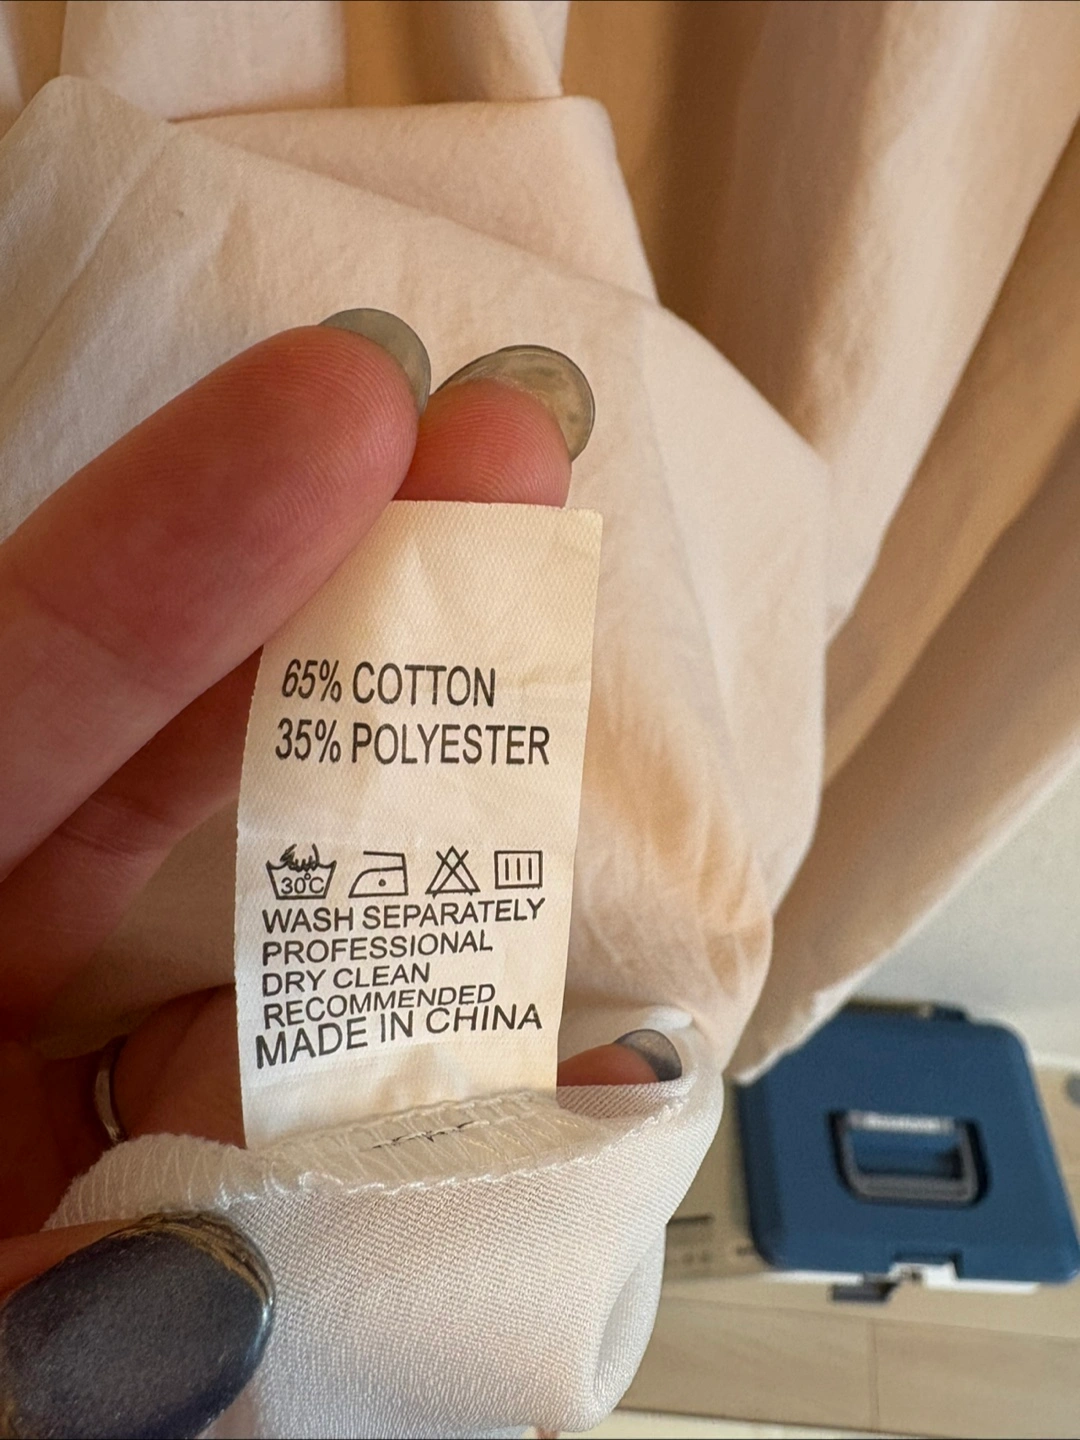 65% COTTON
35% POLYESTER
30°C
WASH SEPARATELY
PROFESSIONAL
DRY CLEAN
RECOMMENDED
MADE IN CHINA